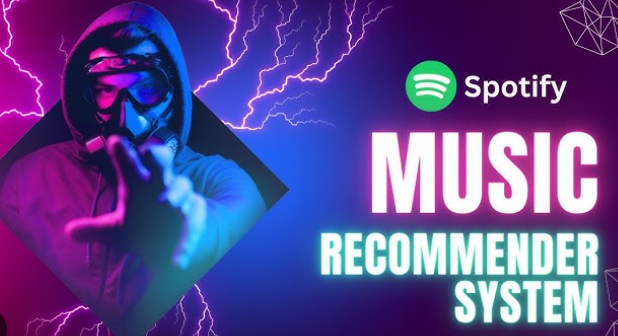 Spotify
MUSIC
RECOMMENDER
SYSTEM